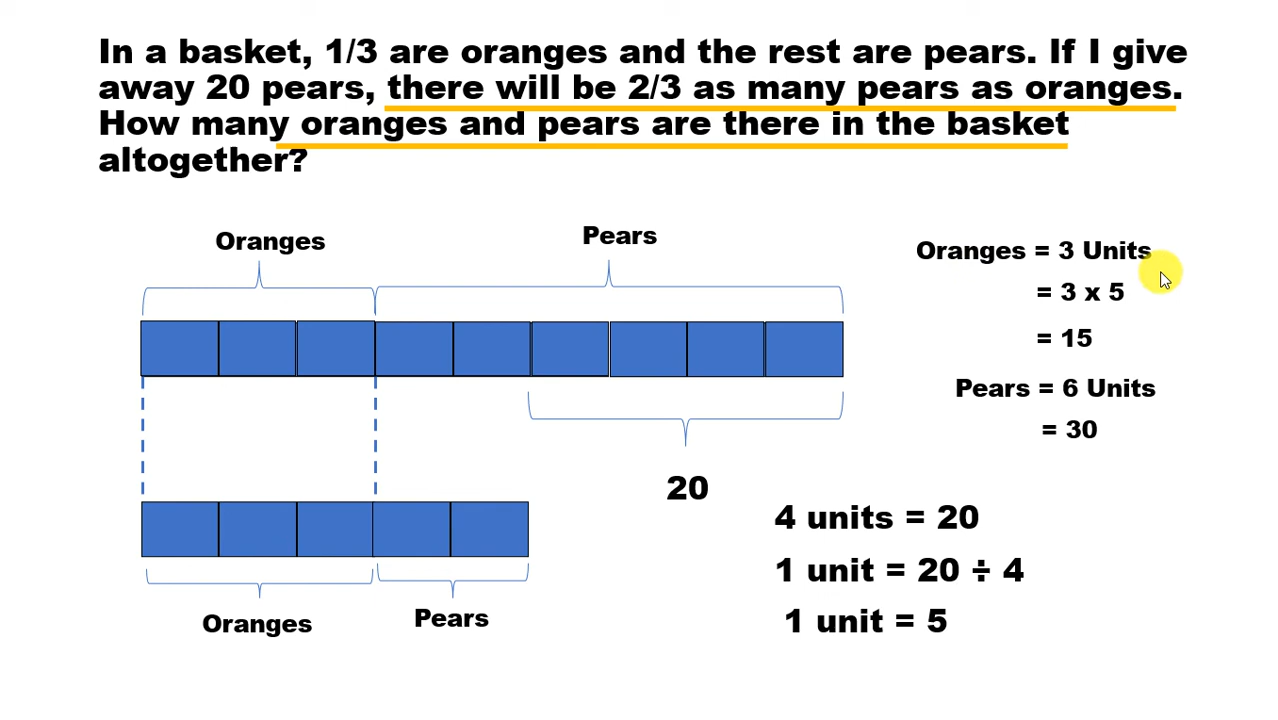 In a basket, 1/3 are oranges and the rest are pears. If I give
away 20 pears, there will be 2/3 as many pears as oranges.
How many oranges and pears are there in the basket
altogether?
Oranges
Pears
Oranges = 3 Units
= 3 x 5
= 15
Pears = 6 Units
= 30
20
4 units = 20
1 unit = 20 ÷ 4
1 unit = 5
Oranges
Pears